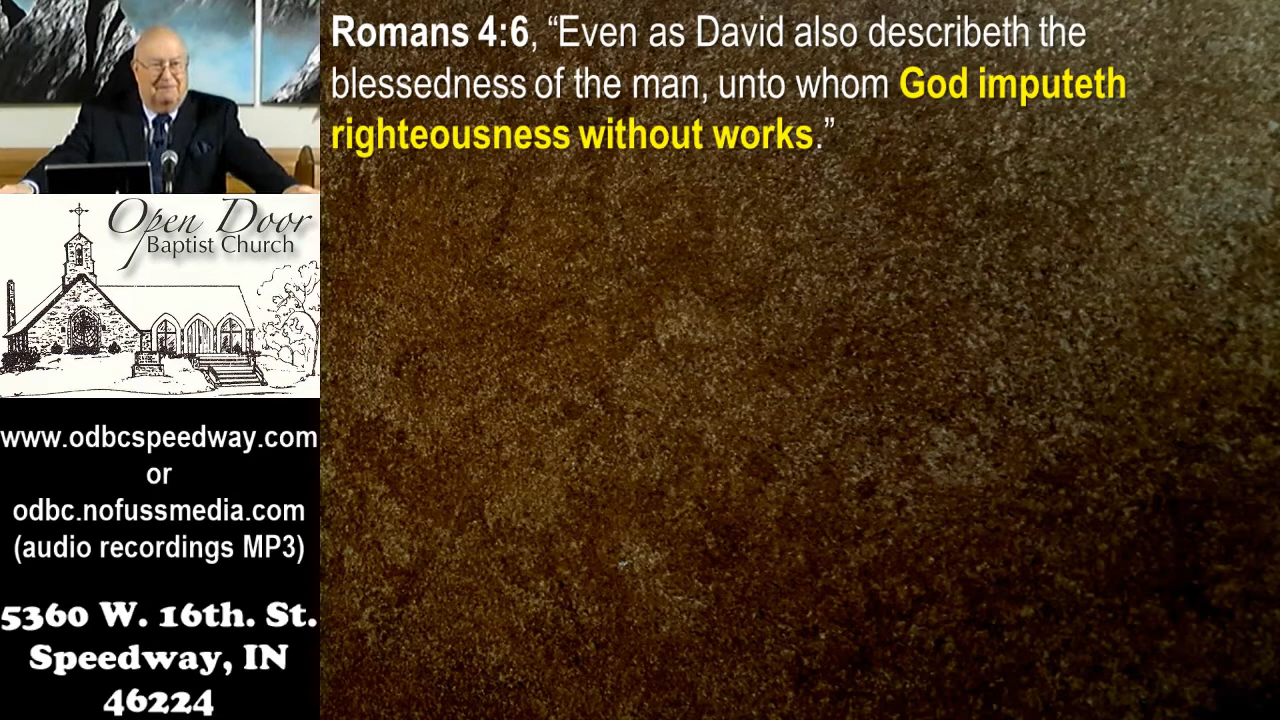 Romans 4:6, “Even as David also describeth the
blessedness of the man, unto whom God imputeth
righteousness without works.”
Open Door
Baptist Church
www.odbcspeedway.com
or
odbc.nofussmedia.com
(audio recordings MP3)
5360 W. 16th. St.
Speedway, IN
46224